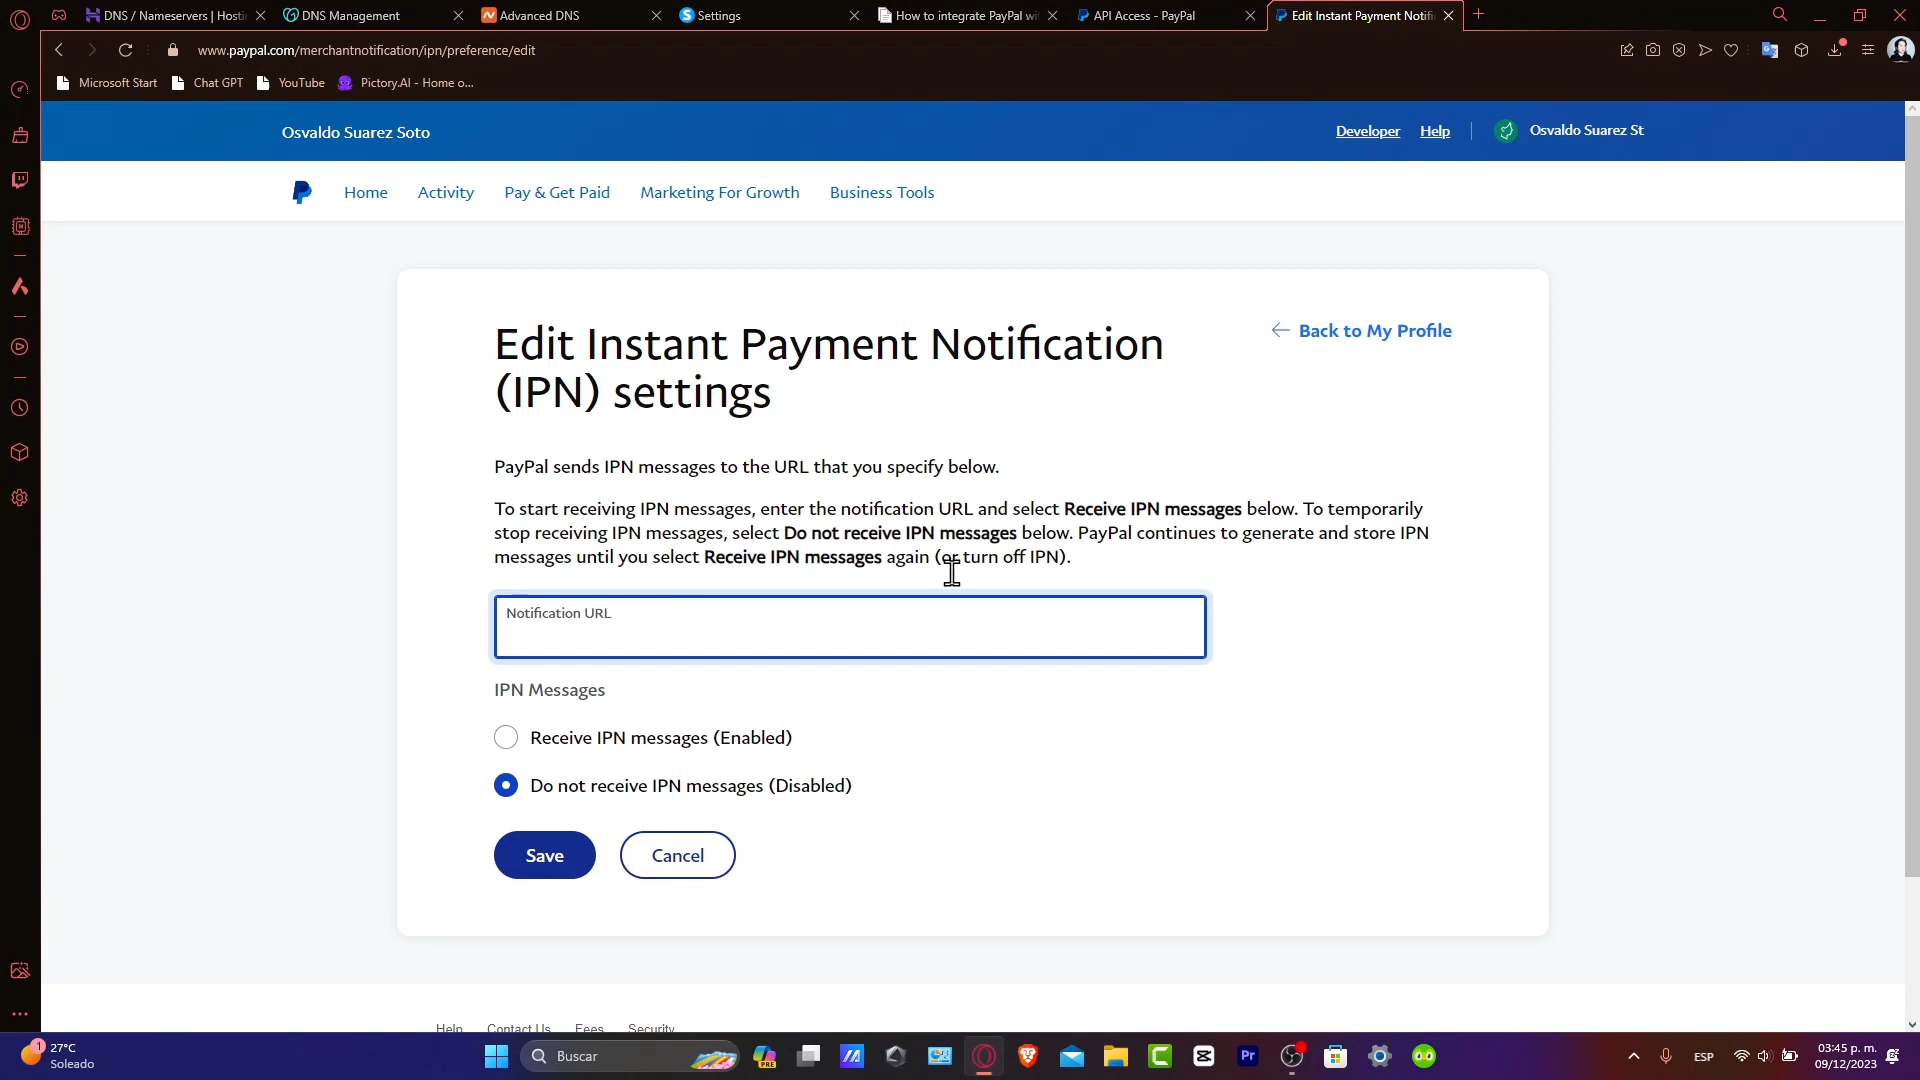 DNS / Nameservers | Hosti
DNS Management
Advanced DNS
Settings
How to integrate PayPal wi
API Access - PayPal
Edit Instant Payment Notifi
www.paypal.com/merchantnotification/ipn/preference/edit
Microsoft Start
Chat GPT
YouTube
Pictory.AI - Home o...
Osvaldo Suarez Soto
Developer
Help
Osvaldo Suarez St
Home
Activity
Pay & Get Paid
Marketing For Growth
Business Tools
Edit Instant Payment Notification
(IPN) settings
Back to My Profile
PayPal sends IPN messages to the URL that you specify below.
To start receiving IPN messages, enter the notification URL and select Receive IPN messages below. To temporarily
stop receiving IPN messages, select Do not receive IPN messages below. PayPal continues to generate and store IPN
messages until you select Receive IPN messages again (or turn off IPN).
Notification URL
IPN Messages
Receive IPN messages (Enabled)
Do not receive IPN messages (Disabled)
Save
Cancel
Help
Contact Us
Fees
Security
1
27°C
Soleado
Buscar
PRE
Pr
ESP
03:45 p. m.
09/12/2023